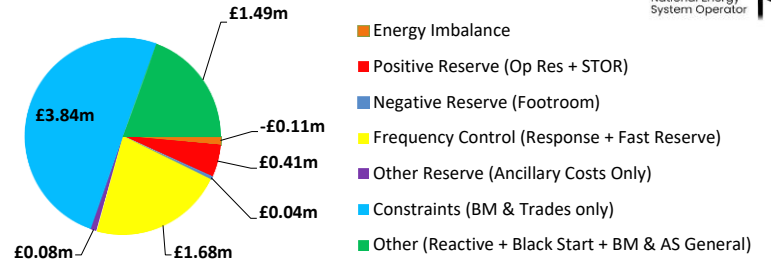 National Energy
System Operator
£1.49m
£3.84m
-£0.11m
£0.41m
£0.04m
£1.68m
£0.08m
Energy Imbalance
Positive Reserve (Op Res + STOR)
Negative Reserve (Footroom)
Frequency Control (Response + Fast Reserve)
Other Reserve (Ancillary Costs Only)
Constraints (BM & Trades only)
Other (Reactive + Black Start + BM & AS General)